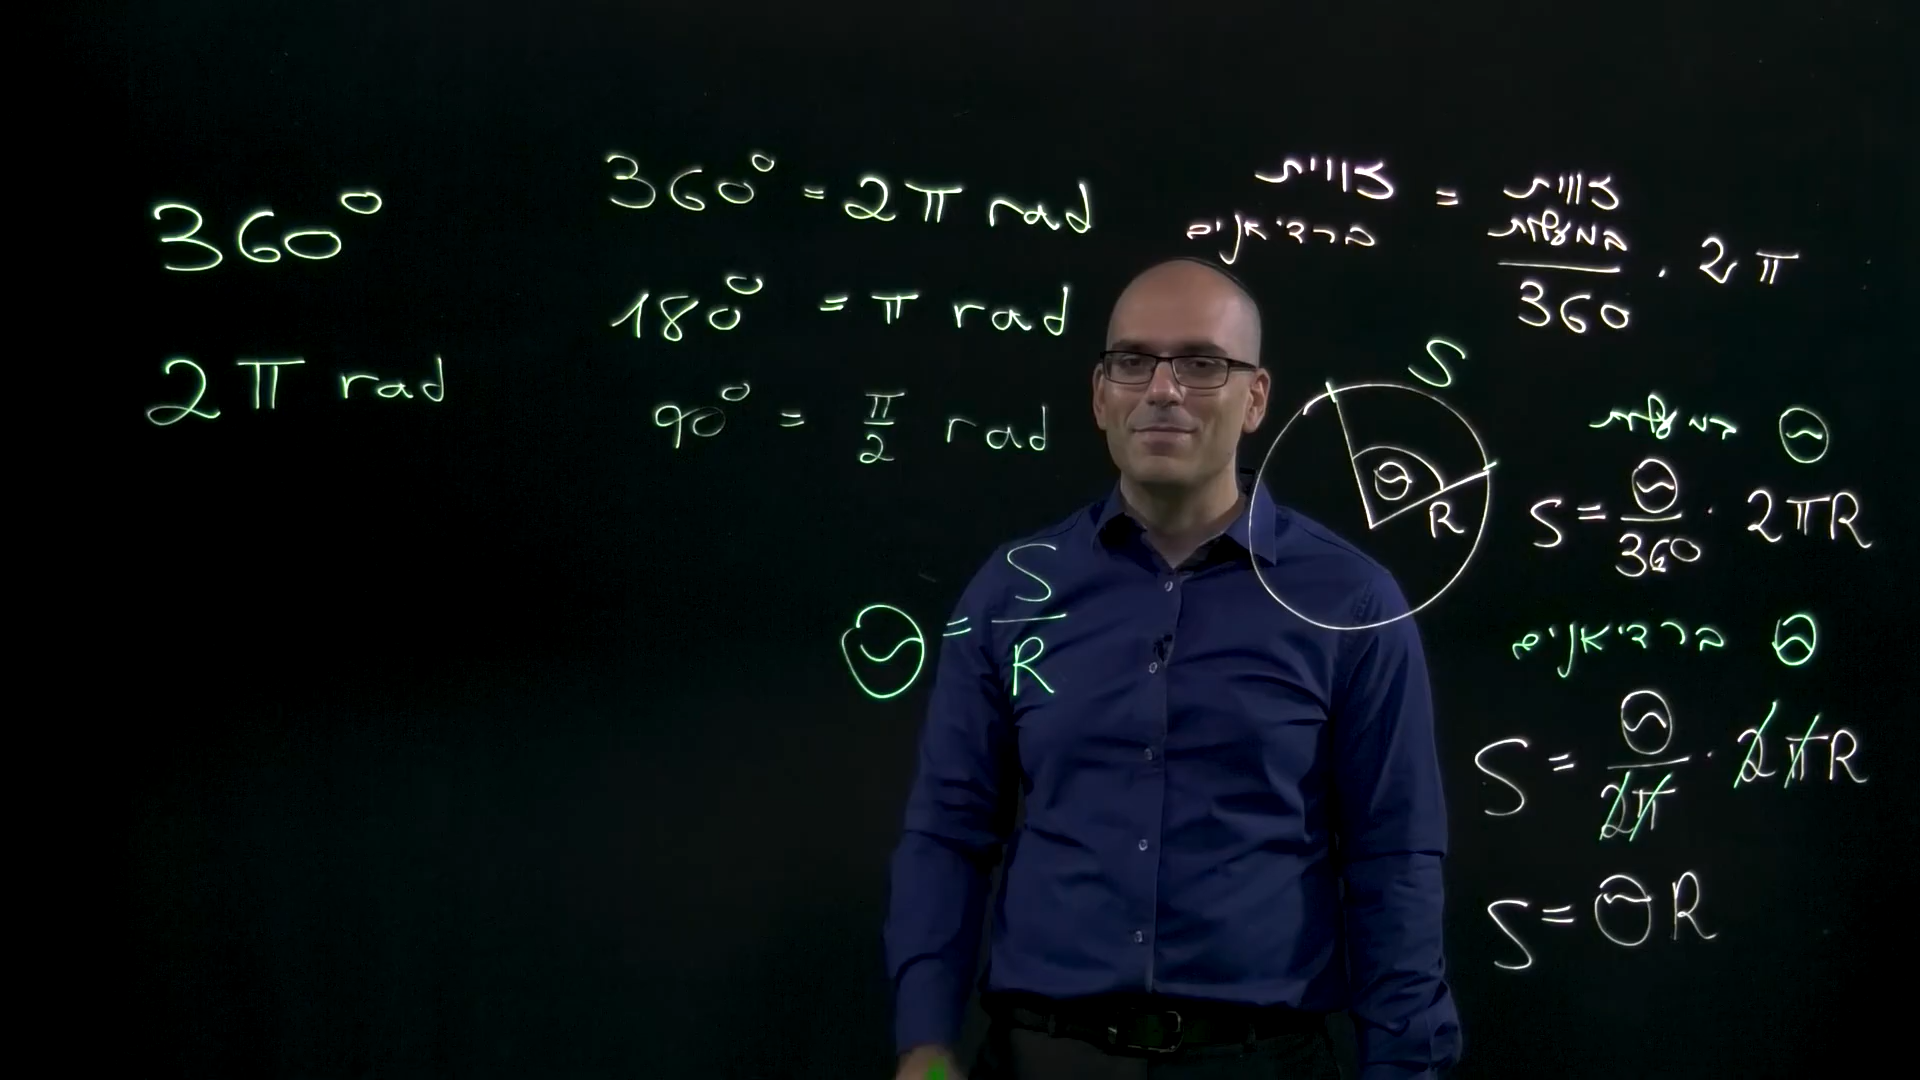 360°
2π rad
360° = 2π rad
180° = π rad
90° = π/2 rad
θ = S/R
זווית ברדיאנים = זווית במעלות/360 · 2π
S
θ
R
θ במעלות
S = θ/360 · 2πR
θ ברדיאנים
S = θ/2π · 2πR
S = θR